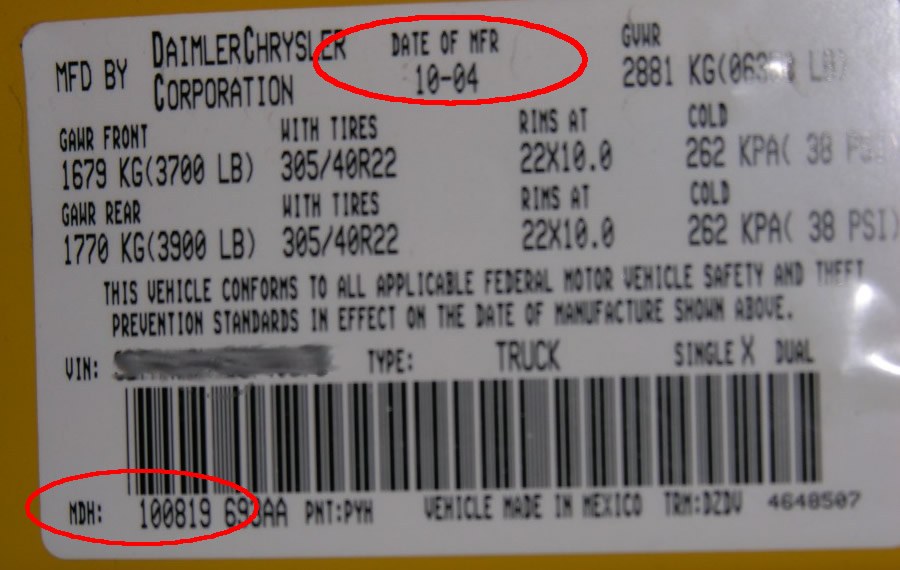 MFD BY DAIMLERCHRYSLER CORPORATION DATE OF MFR 10-04 GVWR 2881 KG LB)
GAWR FRONT WITH TIRES RIMS AT COLD
1679 KG(3700 LB) 305/40R22 22X10.0 262 KPA( 38 PSI)
GAWR REAR WITH TIRES RIMS AT COLD
1770 KG(3900 LB) 305/40R22 22X10.0 262 KPA( 38 PSI)
THIS VEHICLE CONFORMS TO ALL APPLICABLE FEDERAL MOTOR VEHICLE SAFETY AND THEFT
PREVENTION STANDARDS IN EFFECT ON THE DATE OF MANUFACTURE SHOWN ABOVE.
VIN: TYPE: TRUCK SINGLE X DUAL
MDH: 100819 PNT:PYH VEHICLE MADE IN MEXICO TRM:DZDV 4648507